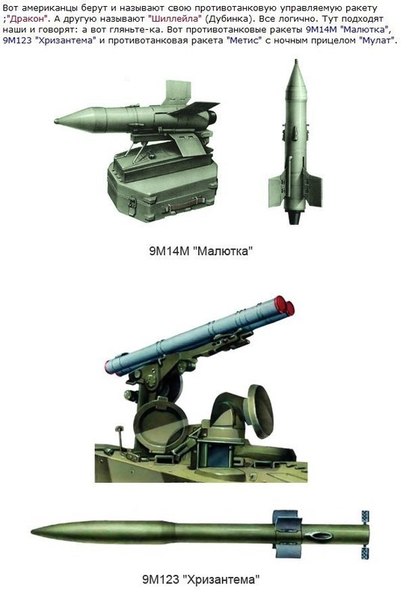 Вот американцы берут и называют свою противотанковую управляемую ракету
;"Дракон". А другую называют "Шиллейла" (Дубинка). Все логично. Тут подходят
наши и говорят: а вот гляньте-ка. Вот противотанковые ракеты 9М14М "Малютка",
9М123 "Хризантема" и противотанковая ракета "Метис" с ночным прицелом "Мулат".
9М14М "Малютка"
9М123 "Хризантема"